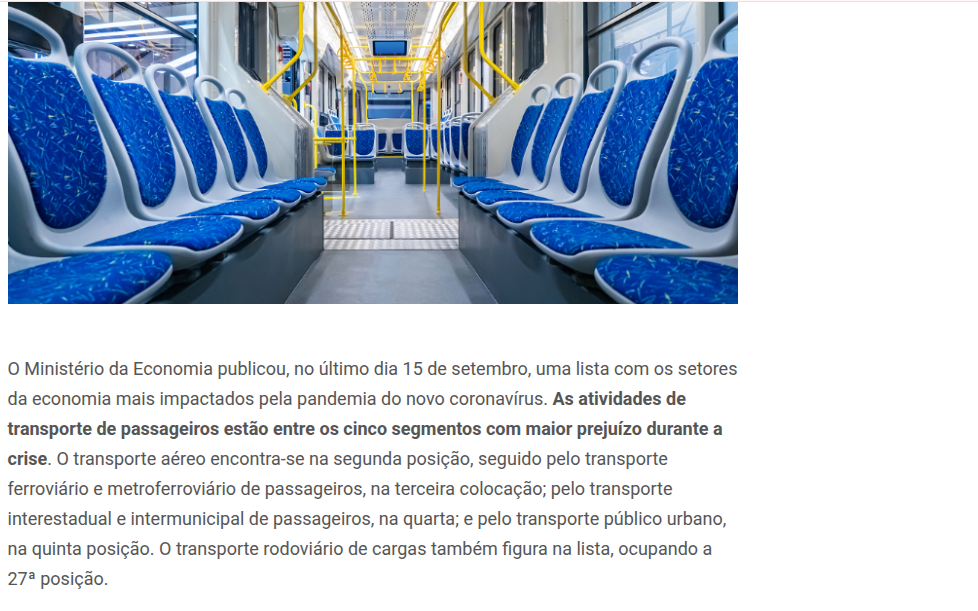 O Ministério da Economia publicou, no último dia 15 de setembro, uma lista com os setores
da economia mais impactados pela pandemia do novo coronavírus. As atividades de
transporte de passageiros estão entre os cinco segmentos com maior prejuízo durante a
crise. O transporte aéreo encontra-se na segunda posição, seguido pelo transporte
ferroviário e metroferroviário de passageiros, na terceira colocação; pelo transporte
interestadual e intermunicipal de passageiros, na quarta; e pelo transporte público urbano,
na quinta posição. O transporte rodoviário de cargas também figura na lista, ocupando a
27ª posição.